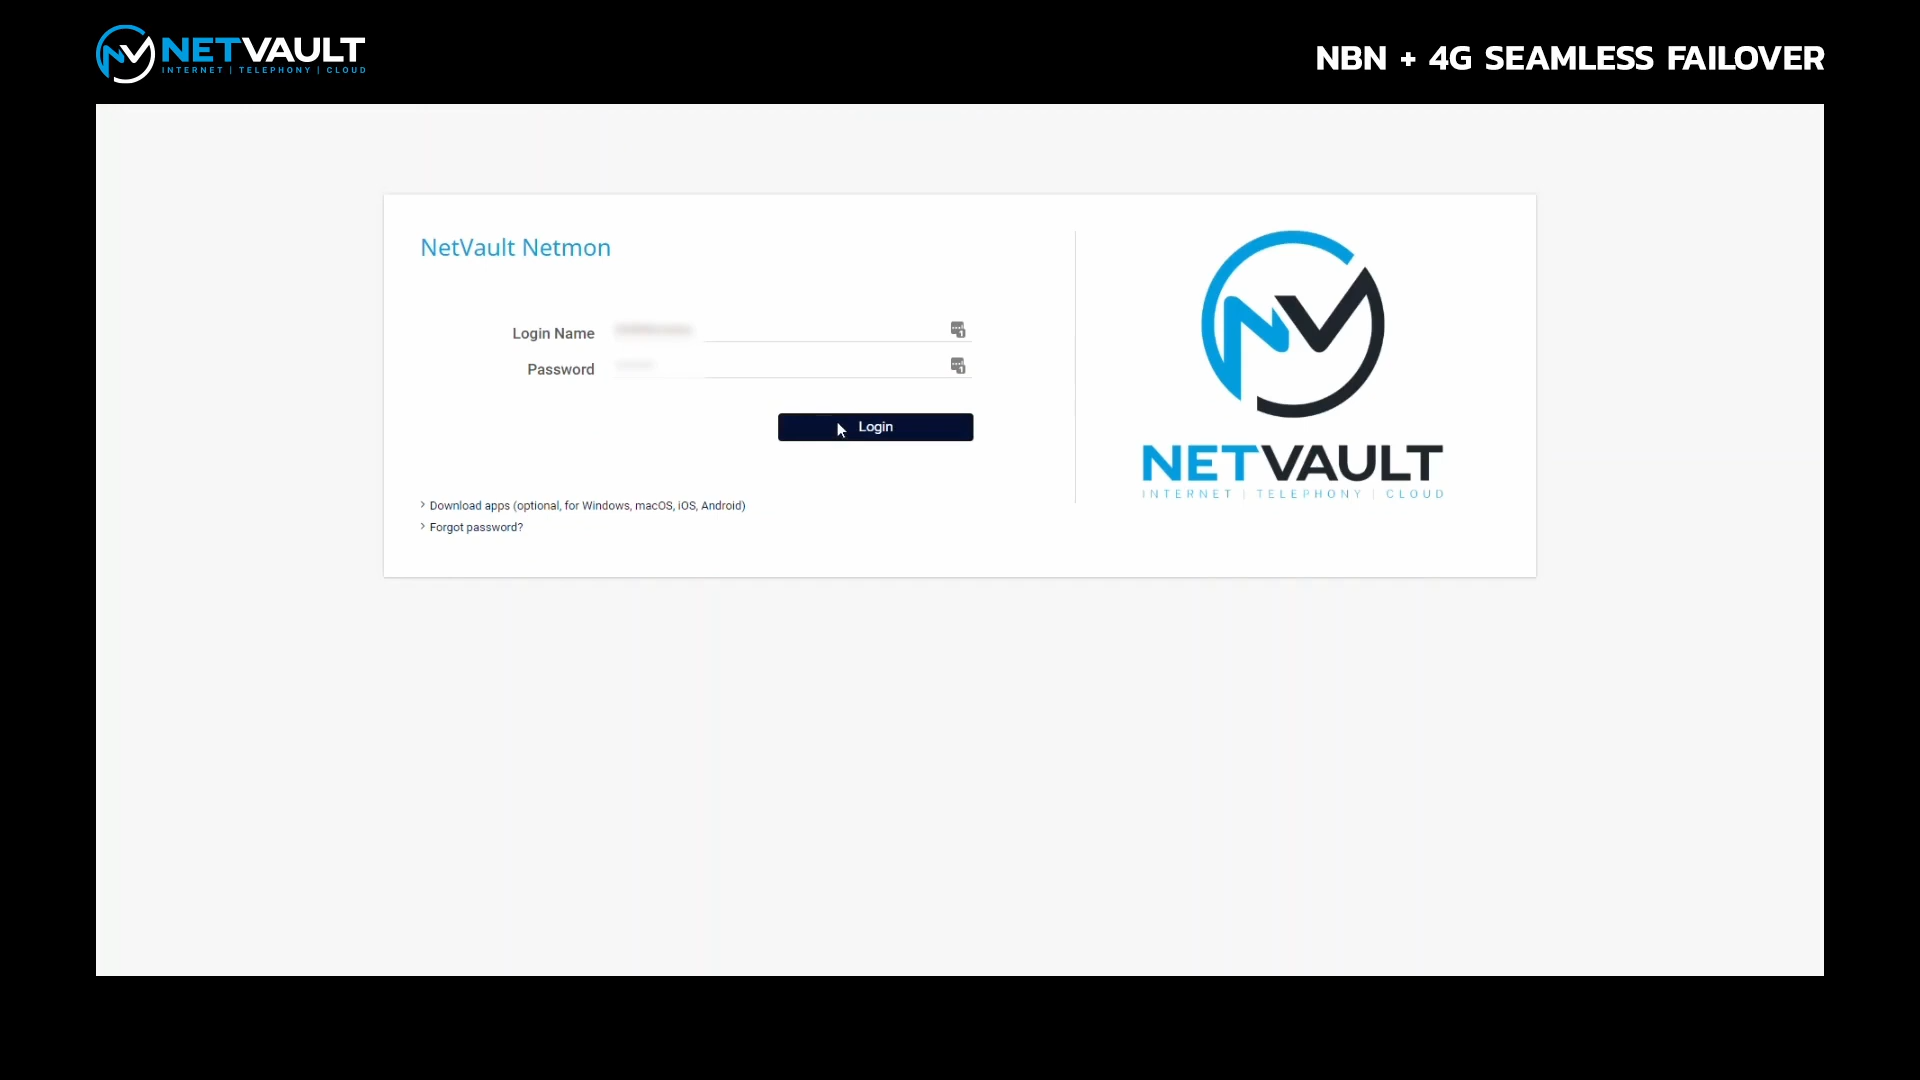 NETVAULT
INTERNET | TELEPHONY | CLOUD
NBN + 4G SEAMLESS FAILOVER
NetVault Netmon
Login Name
Password
Login
Download apps (optional, for Windows, macOS, iOS, Android)
Forgot password?
NETVAULT
INTERNET | TELEPHONY | CLOUD